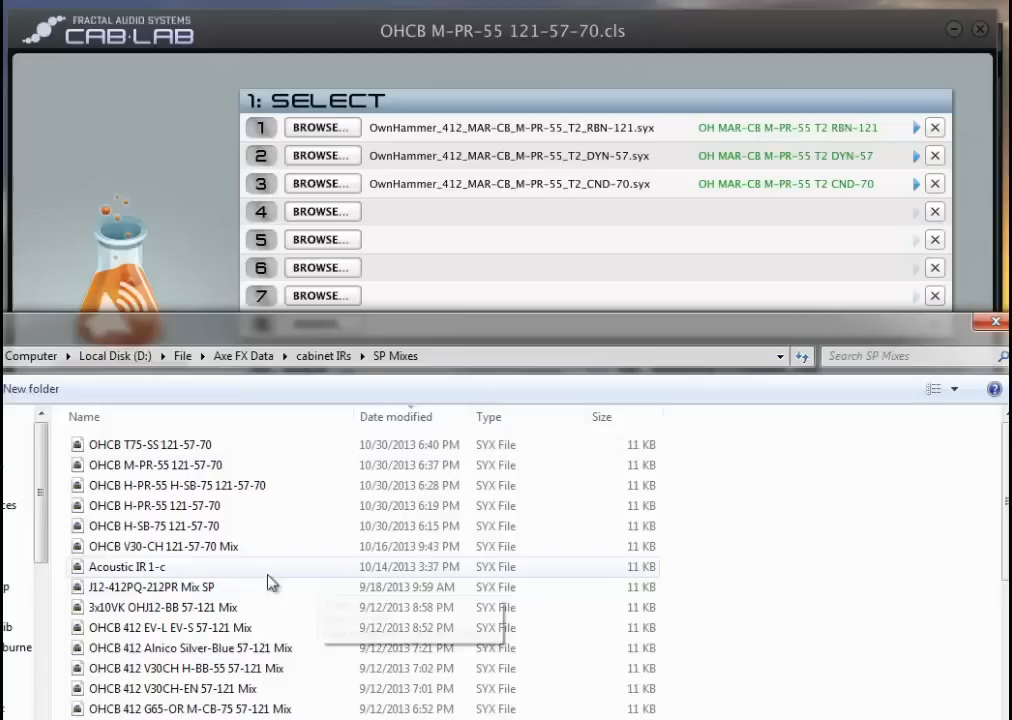 FRACTAL AUDIO SYSTEMS
CAB-LAB
OHCB M-PR-55 121-57-70.cls
1: SELECT
1 BROWSE... OwnHammer_412_MAR-CB_M-PR-55_T2_RBN-121.syx OH MAR-CB M-PR-55 T2 RBN-121
2 BROWSE... OwnHammer_412_MAR-CB_M-PR-55_T2_DYN-57.syx OH MAR-CB M-PR-55 T2 DYN-57
3 BROWSE... OwnHammer_412_MAR-CB_M-PR-55_T2_CND-70.syx OH MAR-CB M-PR-55 T2 CND-70
4 BROWSE...
5 BROWSE...
6 BROWSE...
7 BROWSE...
Computer Local Disk (D:) File Axe FX Data cabinet IRs SP Mixes Search SP Mixes
New folder
Name Date modified Type Size
OHCB T75-SS 121-57-70 10/30/2013 6:40 PM SYX File 11 KB
OHCB M-PR-55 121-57-70 10/30/2013 6:37 PM SYX File 11 KB
OHCB H-PR-55 H-SB-75 121-57-70 10/30/2013 6:28 PM SYX File 11 KB
ces OHCB H-PR-55 121-57-70 10/30/2013 6:19 PM SYX File 11 KB
OHCB H-SB-75 121-57-70 10/30/2013 6:15 PM SYX File 11 KB
OHCB V30-CH 121-57-70 Mix 10/16/2013 9:43 PM SYX File 11 KB
Acoustic IR 1-c 10/14/2013 3:37 PM SYX File 11 KB
p J12-412PQ-212PR Mix SP 9/18/2013 9:59 AM SYX File 11 KB
3x10VK OHJ12-BB 57-121 Mix 9/12/2013 8:58 PM SYX File 11 KB
ib OHCB 412 EV-L EV-S 57-121 Mix 9/12/2013 8:52 PM SYX File 11 KB
burne OHCB 412 Alnico Silver-Blue 57-121 Mix 9/12/2013 7:21 PM SYX File 11 KB
OHCB 412 V30CH H-BB-55 57-121 Mix 9/12/2013 7:02 PM SYX File 11 KB
OHCB 412 V30CH-EN 57-121 Mix 9/12/2013 7:01 PM SYX File 11 KB
OHCB 412 G65-OR M-CB-75 57-121 Mix 9/12/2013 6:52 PM SYX File 11 KB